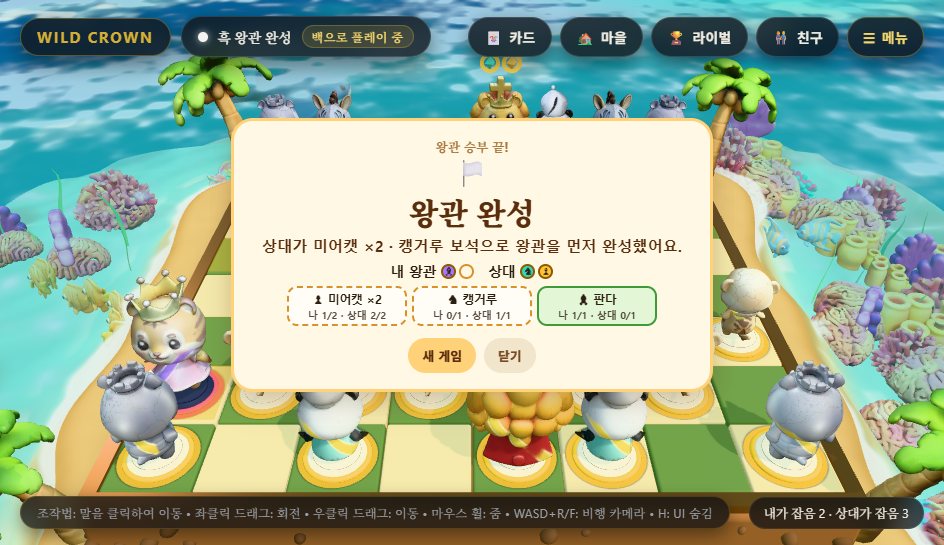 WILD CROWN
흑 왕관 완성
백으로 플레이 중
카드
마을
라이벌
친구
☰ 메뉴
왕관 승부 끝!
왕관 완성
상대가 미어캣 ×2 · 캥거루 보석으로 왕관을 먼저 완성했어요.
내 왕관 상대
미어캣 ×2
나 1/2 · 상대 2/2
캥거루
나 0/1 · 상대 1/1
판다
나 1/1 · 상대 0/1
새 게임
닫기
조작법: 말을 클릭하여 이동 • 좌클릭 드래그: 회전 • 우클릭 드래그: 이동 • 마우스 휠: 줌 • WASD+R/F: 비행 카메라 • H: UI 숨김
내가 잡음 2 · 상대가 잡음 3